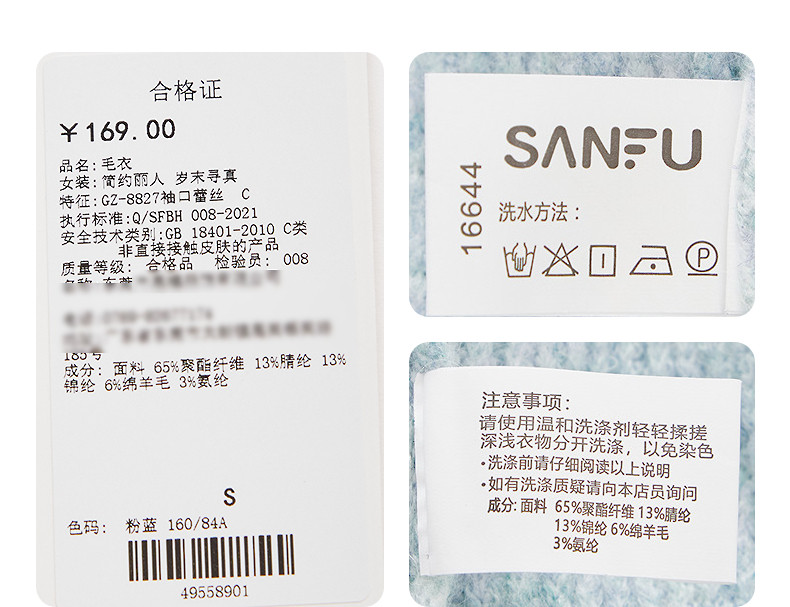 合格证
￥169.00
品名:毛衣
女装:简约丽人 岁末寻真
特征:GZ-8827袖口蕾丝 C
执行标准:Q/SFBH 008-2021
安全技术类别:GB 18401-2010 C类
非直接接触皮肤的产品
质量等级: 合格品 检验员: 008
185号
成分: 面料 65%聚酯纤维 13%腈纶 13%
锦纶 6%绵羊毛 3%氨纶
S
色码: 粉蓝 160/84A
49558901
SANFU
16644
洗水方法：
P
注意事项:
请使用温和洗涤剂轻轻揉搓
深浅衣物分开洗涤，以免染色
·洗涤前请仔细阅读以上说明
·如有洗涤质疑请向本店员询问
成分: 面料 65%聚酯纤维 13%腈纶
13%锦纶 6%绵羊毛
3%氨纶